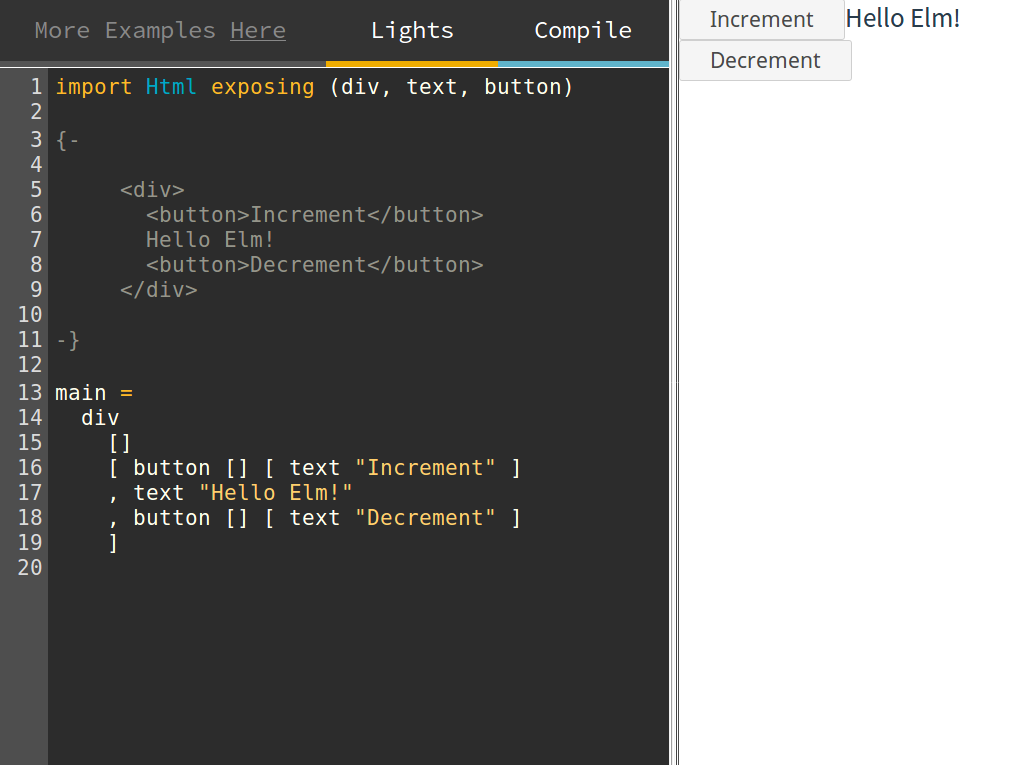 More Examples Here Lights Compile
1 import Html exposing (div, text, button)
2
3 {-
4
5      <div>
6        <button>Increment</button>
7        Hello Elm!
8        <button>Decrement</button>
9      </div>
10
11 -}
12
13 main =
14   div
15     []
16     [ button [] [ text "Increment" ]
17     , text "Hello Elm!"
18     , button [] [ text "Decrement" ]
19     ]
20
Increment Hello Elm!
Decrement